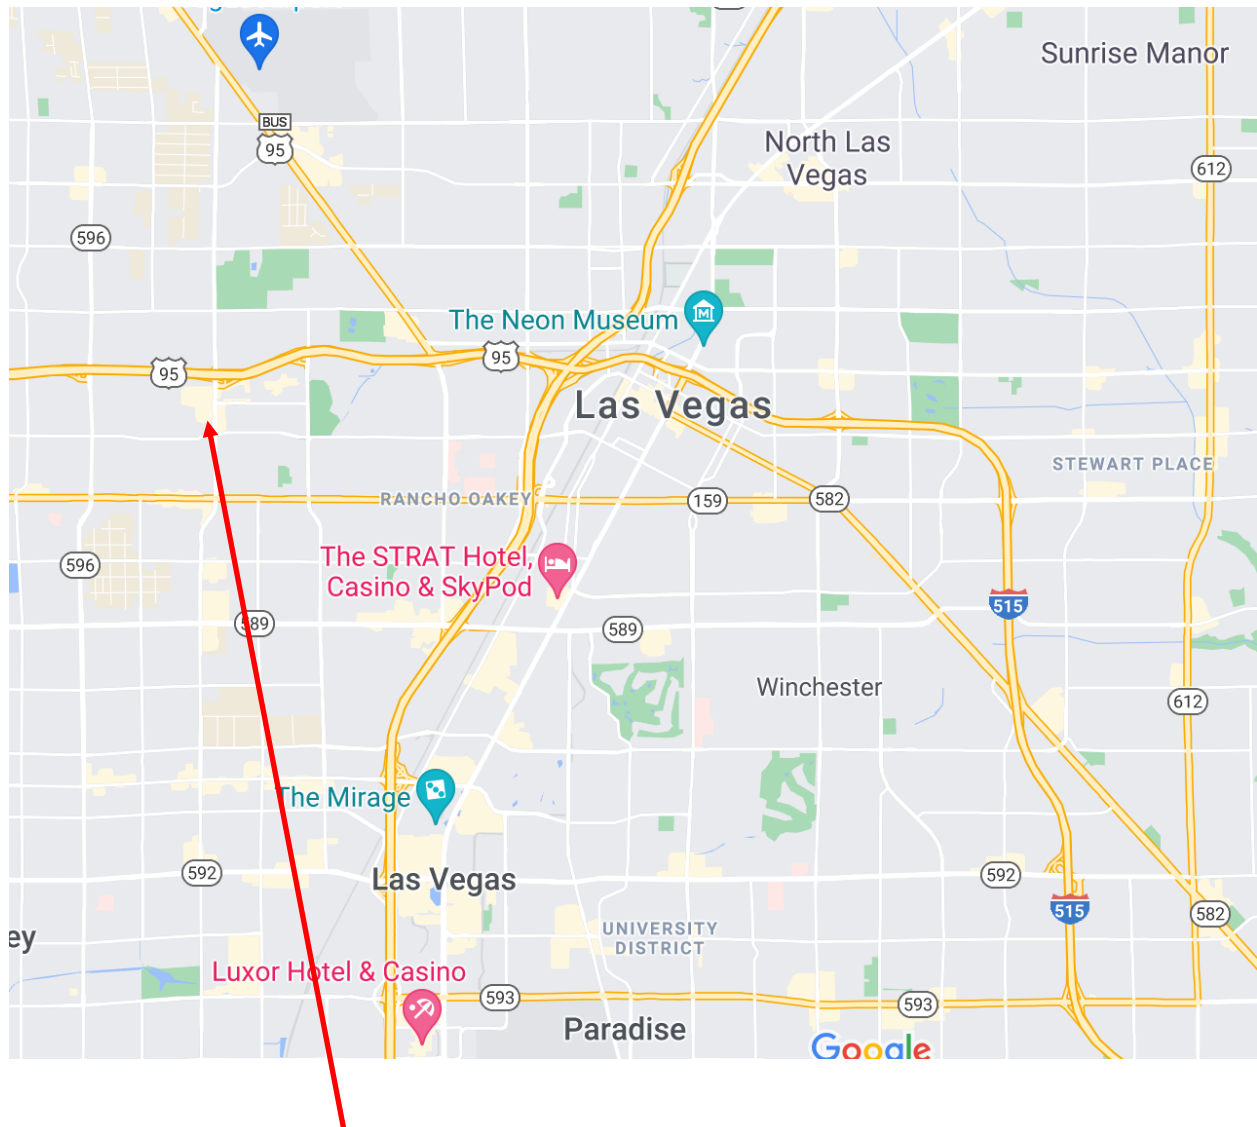 Sunrise Manor
BUS
95
North Las
Vegas
612
596
The Neon Museum
95
95
Las Vegas
STEWART PLACE
RANCHO OAKEY
159
582
The STRAT Hotel,
Casino & SkyPod
596
515
589
589
Winchester
612
The Mirage
592
Las Vegas
592
515
582
UNIVERSITY
DISTRICT
ey
Luxor Hotel & Casino
593
593
Paradise
Google